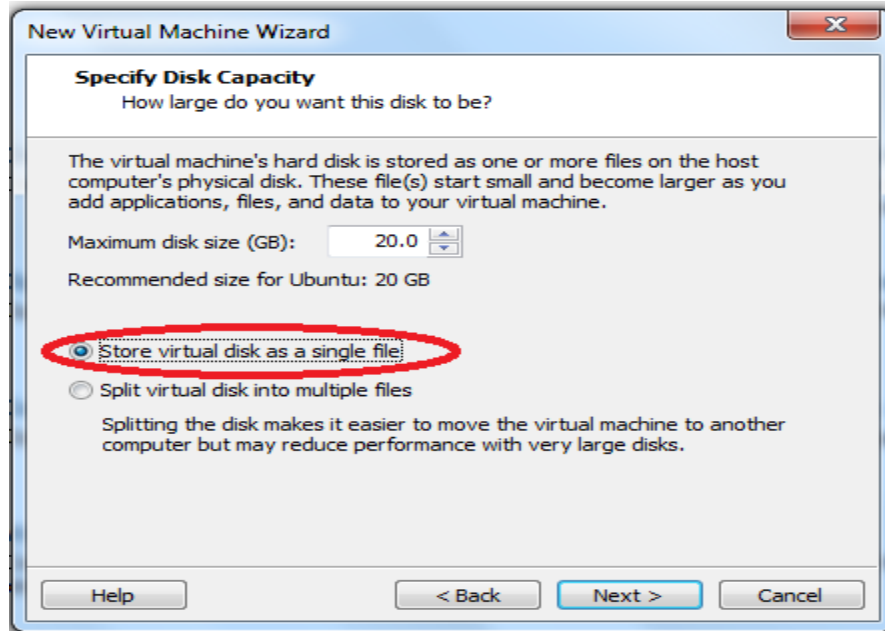 New Virtual Machine Wizard
Specify Disk Capacity
How large do you want this disk to be?
The virtual machine's hard disk is stored as one or more files on the host
computer's physical disk. These file(s) start small and become larger as you
add applications, files, and data to your virtual machine.
Maximum disk size (GB): 20.0
Recommended size for Ubuntu: 20 GB
Store virtual disk as a single file
Split virtual disk into multiple files
Splitting the disk makes it easier to move the virtual machine to another
computer but may reduce performance with very large disks.
Help < Back Next > Cancel